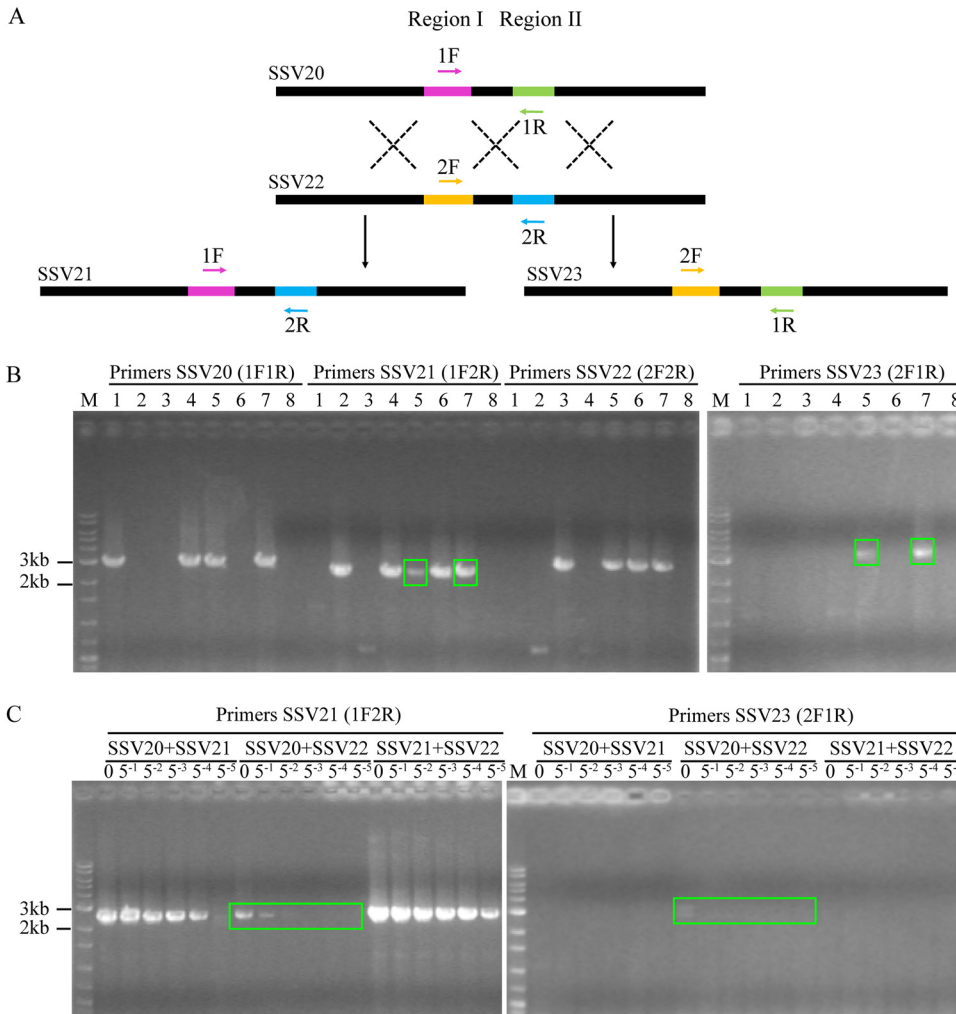 A
Region I Region II
1F
SSV20
1R
2F
SSV22
2R
1F
SSV21
2R
2F
SSV23
1R
B
Primers SSV20 (1F1R) Primers SSV21 (1F2R) Primers SSV22 (2F2R) Primers SSV23 (2F1R)
M 1 2 3 4 5 6 7 8 1 2 3 4 5 6 7 8 1 2 3 4 5 6 7 8 M 1 2 3 4 5 6 7 8
3kb
2kb
C
Primers SSV21 (1F2R) Primers SSV23 (2F1R)
SSV20+SSV21 SSV20+SSV22 SSV21+SSV22 SSV20+SSV21 SSV20+SSV22 SSV21+SSV22
0 5⁻¹ 5⁻² 5⁻³ 5⁻⁴ 5⁻⁵ 0 5⁻¹ 5⁻² 5⁻³ 5⁻⁴ 5⁻⁵ 0 5⁻¹ 5⁻² 5⁻³ 5⁻⁴ 5⁻⁵ M 0 5⁻¹ 5⁻² 5⁻³ 5⁻⁴ 5⁻⁵ 0 5⁻¹ 5⁻² 5⁻³ 5⁻⁴ 5⁻⁵ 0 5⁻¹ 5⁻² 5⁻³ 5⁻⁴
3kb
2kb